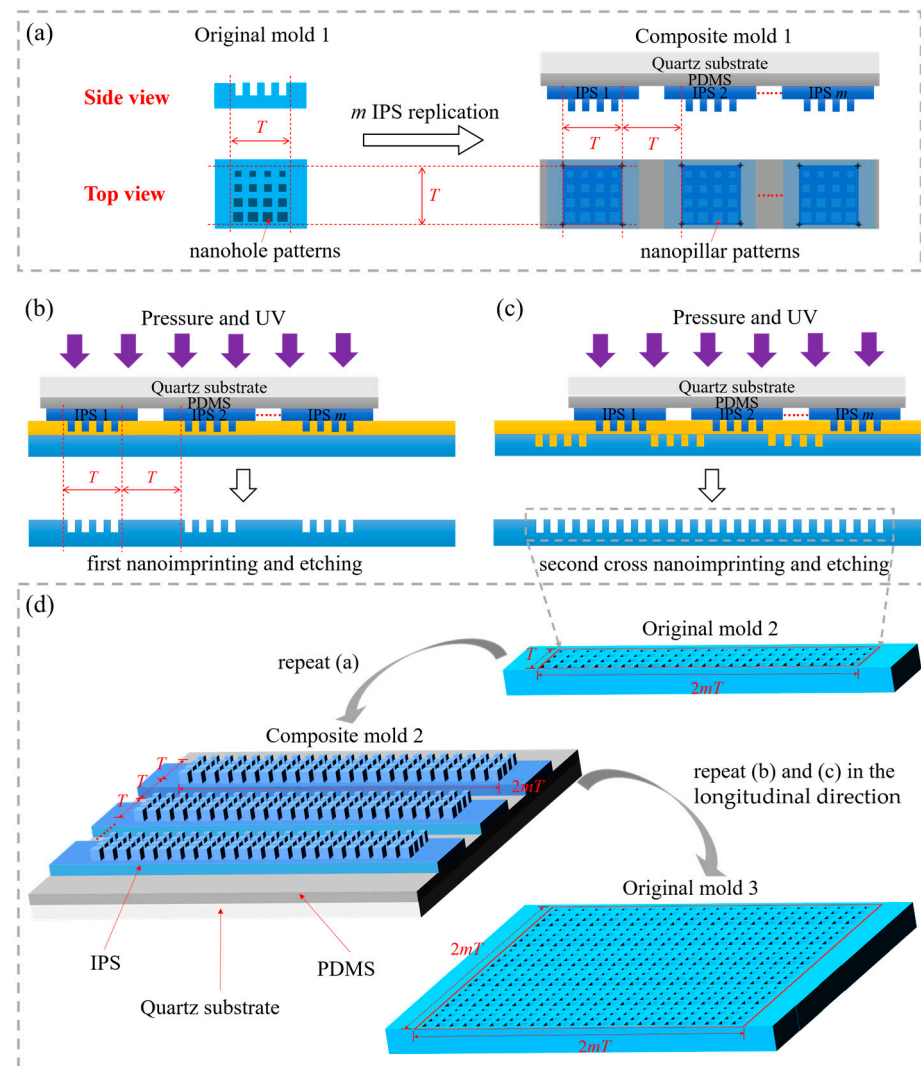 (a)
Original mold 1
Composite mold 1
Quartz substrate
PDMS
Side view
IPS 1
IPS 2
IPS m
m IPS replication
T
T
T
T
Top view
nanohole patterns
nanopillar patterns
(b)
Pressure and UV
Quartz substrate
PDMS
IPS 1
IPS 2
IPS m
T
T
first nanoimprinting and etching
(c)
Pressure and UV
Quartz substrate
PDMS
IPS 1
IPS 2
IPS m
second cross nanoimprinting and etching
(d)
Original mold 2
repeat (a)
T
2mT
Composite mold 2
T
T
T
2mT
repeat (b) and (c) in the
longitudinal direction
Original mold 3
2mT
IPS
PDMS
Quartz substrate
2mT